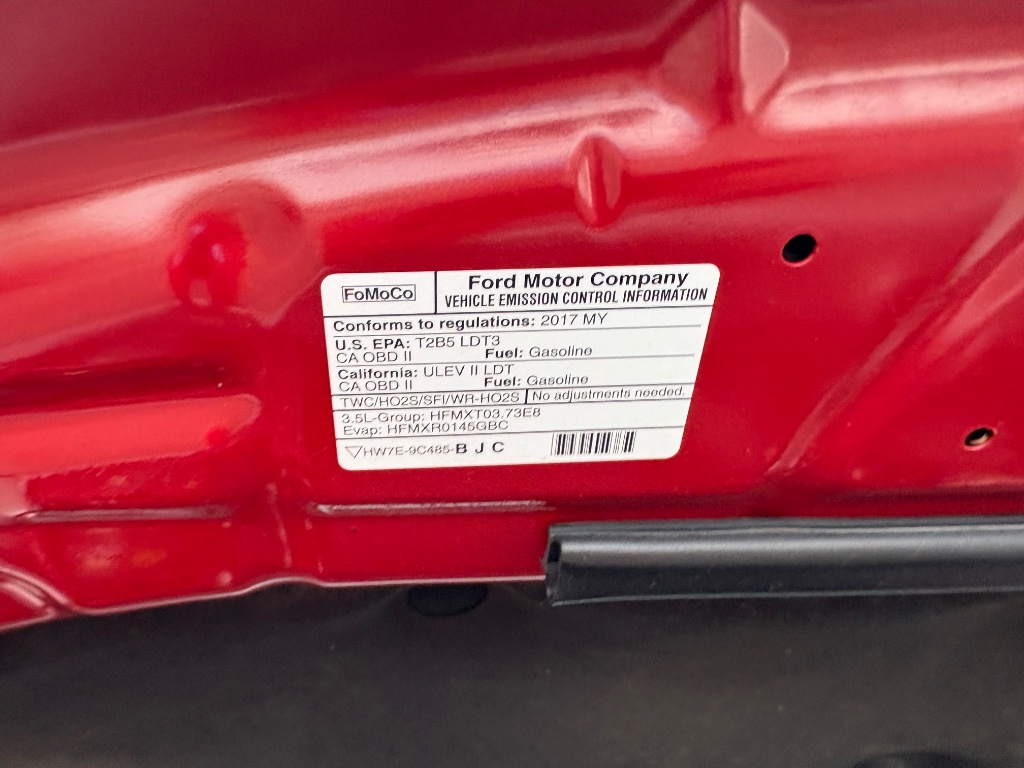 FoMoCo
Ford Motor Company
VEHICLE EMISSION CONTROL INFORMATION
Conforms to regulations: 2017 MY
U.S. EPA: T2B5 LDT3
CA OBD II Fuel: Gasoline
California: ULEV II LDT
CA OBD II Fuel: Gasoline
TWC/HO2S/SFI/WR-HO2S No adjustments needed.
3.5L-Group: HFMXT03.73E8
Evap: HFMXR0145GBC
HW7E-9C485-B J C